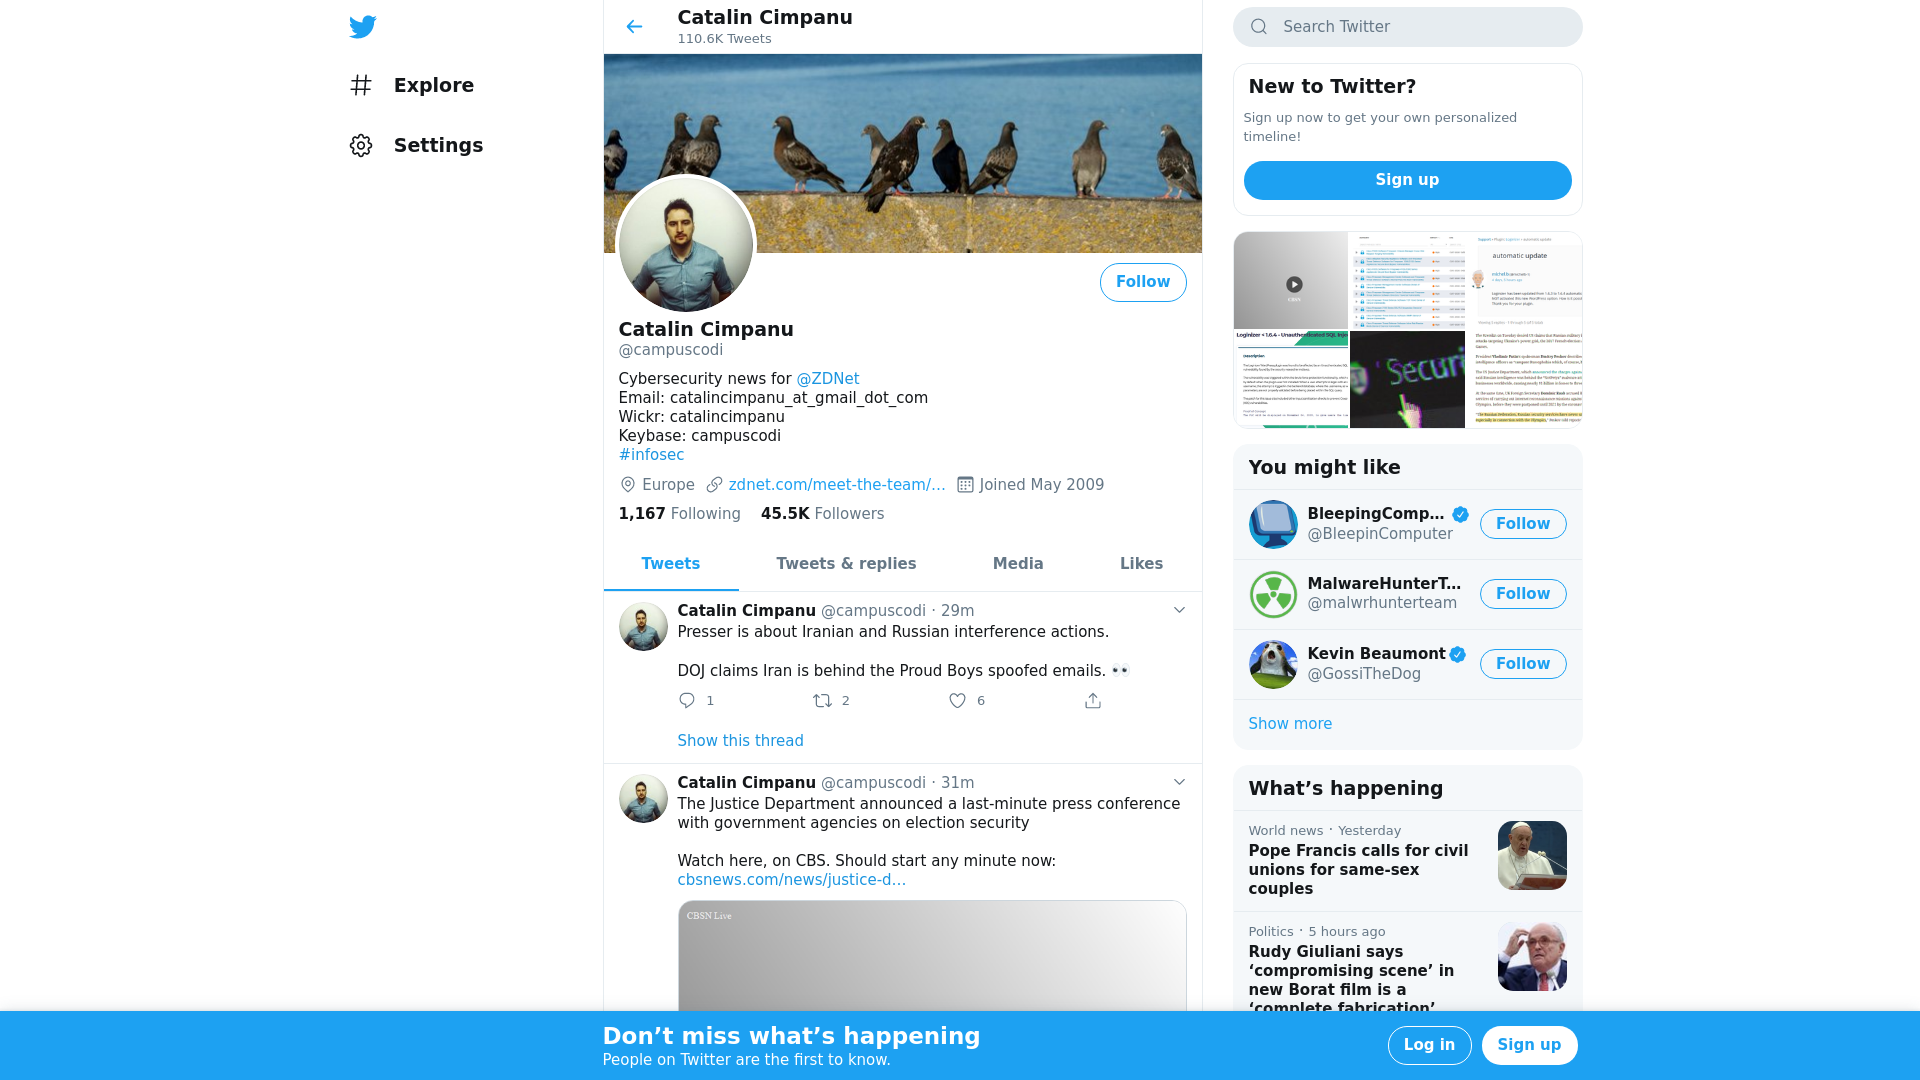 Explore
Settings
Catalin Cimpanu
110.6K Tweets
Follow
Catalin Cimpanu
@campuscodi
Cybersecurity news for @ZDNet
Email: catalincimpanu_at_gmail_dot_com
Wickr: catalincimpanu
Keybase: campuscodi
#infosec
Europe zdnet.com/meet-the-team/… Joined May 2009
1,167 Following 45.5K Followers
Tweets Tweets & replies Media Likes
Catalin Cimpanu @campuscodi · 29m
Presser is about Iranian and Russian interference actions.
DOJ claims Iran is behind the Proud Boys spoofed emails. 👀
1 2 6
Show this thread
Catalin Cimpanu @campuscodi · 31m
The Justice Department announced a last-minute press conference
with government agencies on election security
Watch here, on CBS. Should start any minute now:
cbsnews.com/news/justice-d…
CBSN Live
Search Twitter
New to Twitter?
Sign up now to get your own personalized
timeline!
Sign up
CBSN
automatic update
Description
Securi
You might like
BleepingComp…
@BleepinComputer
Follow
MalwareHunterT…
@malwrhunterteam
Follow
Kevin Beaumont
@GossiTheDog
Follow
Show more
What’s happening
World news · Yesterday
Pope Francis calls for civil
unions for same-sex
couples
Politics · 5 hours ago
Rudy Giuliani says
‘compromising scene’ in
new Borat film is a
‘complete fabrication’
Don’t miss what’s happening
People on Twitter are the first to know.
Log in
Sign up